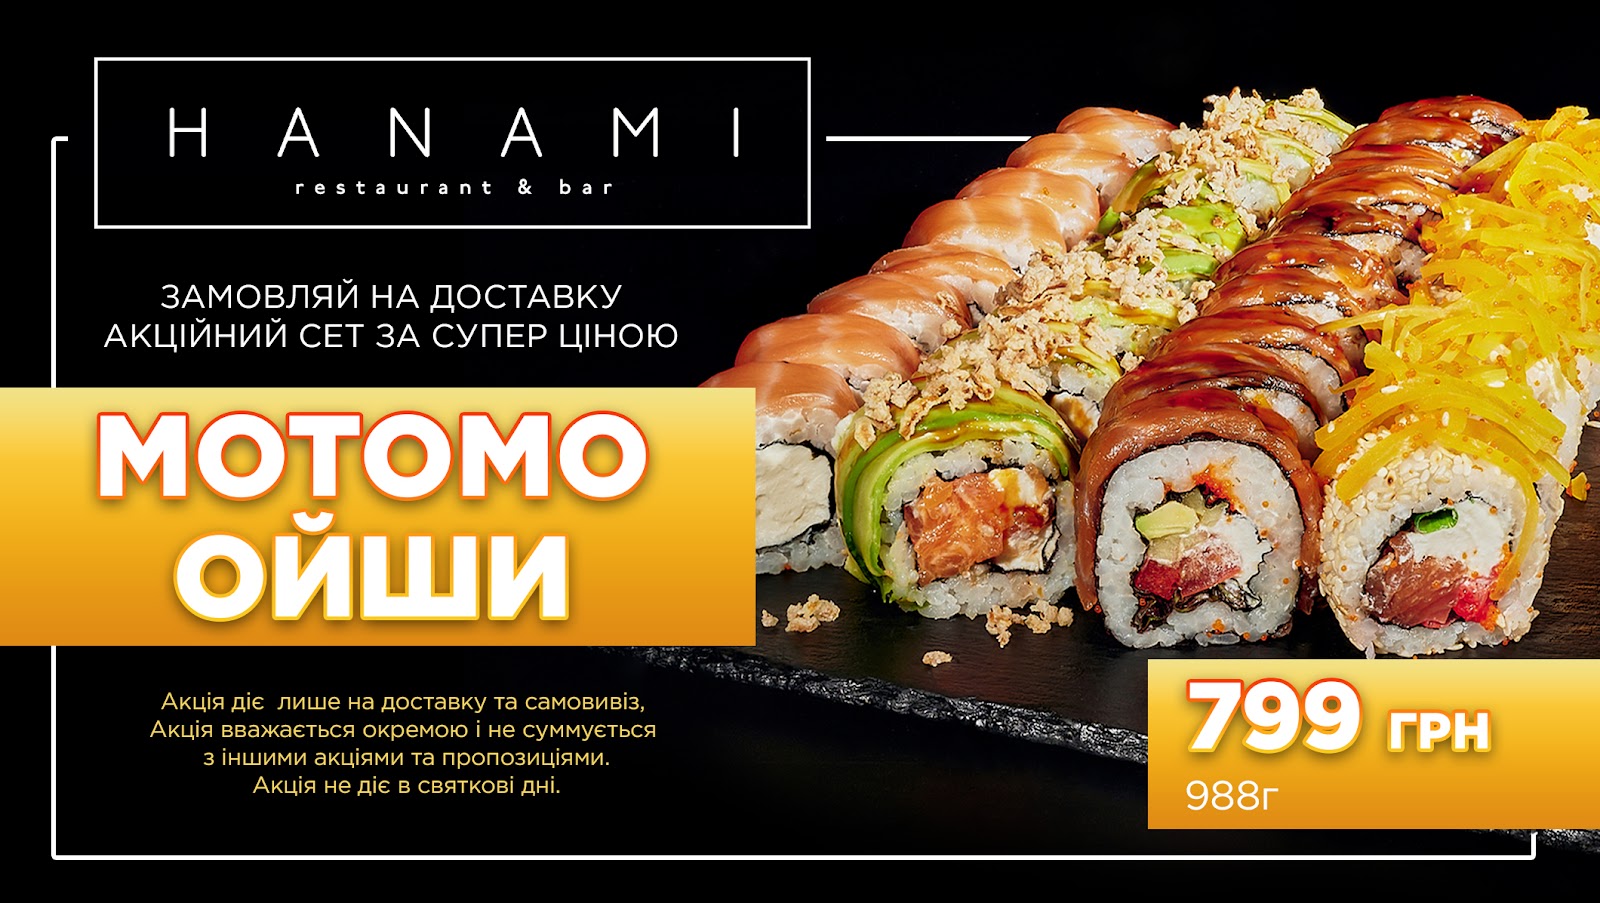 HANAMI
restaurant & bar
ЗАМОВЛЯЙ НА ДОСТАВКУ
АКЦІЙНИЙ СЕТ ЗА СУПЕР ЦІНОЮ
МОТОМО
ОЙШИ
Акція діє лише на доставку та самовивіз,
Акція вважається окремою і не суммується
з іншими акціями та пропозиціями.
Акція не діє в святкові дні.
799 ГРН
988г